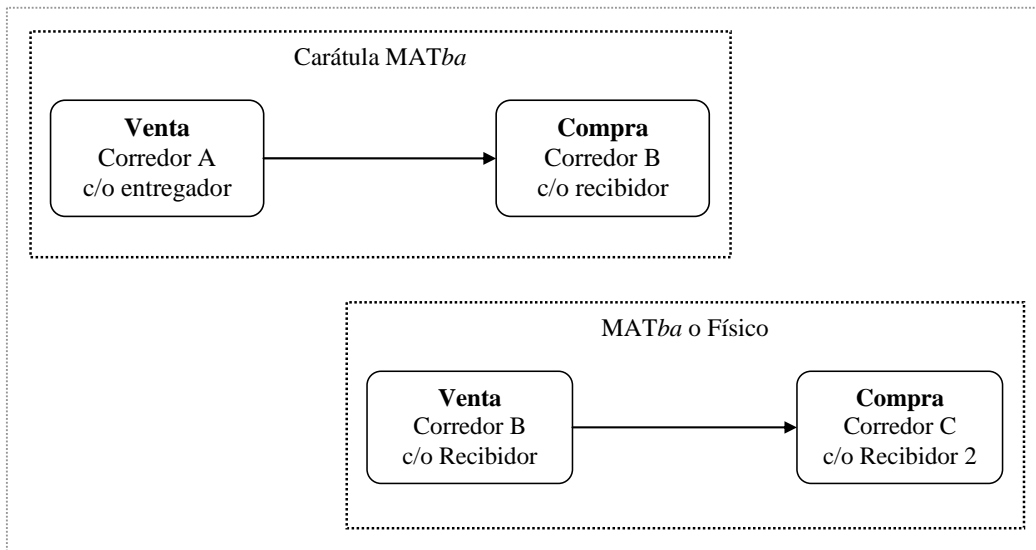 Carátula MATba
Venta
Corredor A
c/o entregador
Compra
Corredor B
c/o recibidor
MATba o Físico
Venta
Corredor B
c/o Recibidor
Compra
Corredor C
c/o Recibidor 2